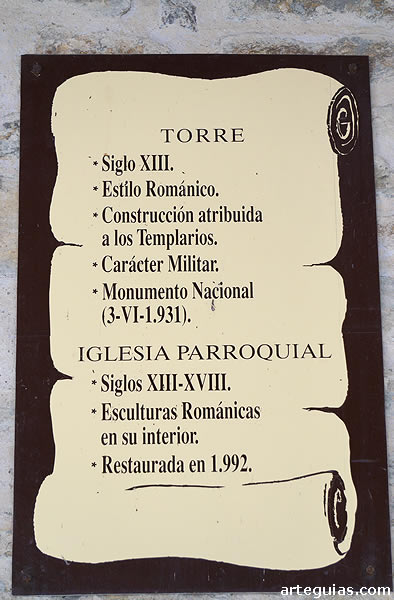 TORRE
* Siglo XIII.
* Estilo Románico.
* Construcción atribuida
a los Templarios.
* Carácter Militar.
* Monumento Nacional
(3-VI-1.931).
IGLESIA PARROQUIAL
* Siglos XIII-XVIII.
* Esculturas Románicas
en su interior.
* Restaurada en 1.992.
arteguias.com